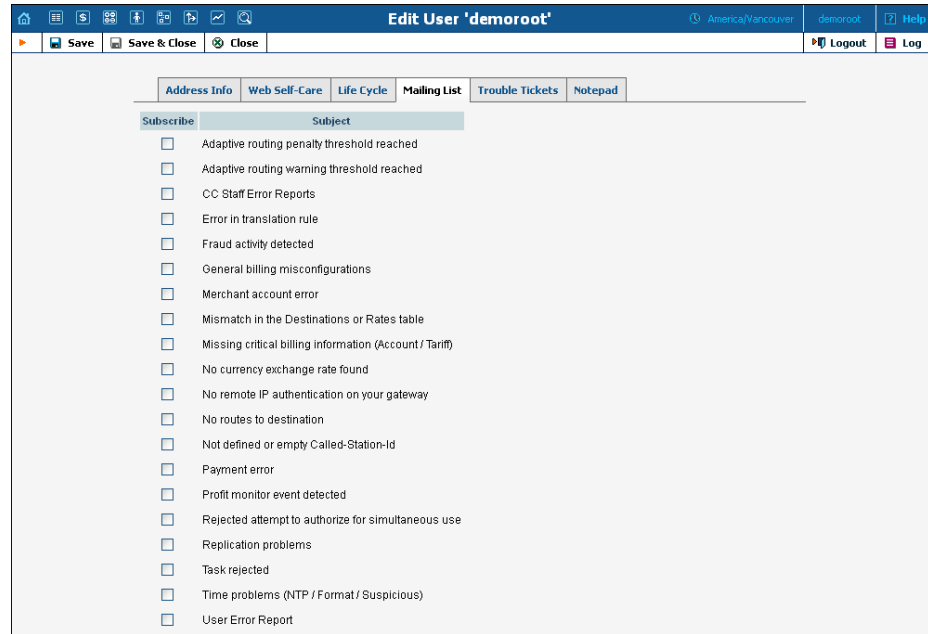 Edit User 'demoroot'
America/Vancouver
demoroot
? Help
Save
Save & Close
Close
Logout
Log
Address Info
Web Self-Care
Life Cycle
Mailing List
Trouble Tickets
Notepad
Subscribe
Subject
Adaptive routing penalty threshold reached
Adaptive routing warning threshold reached
CC Staff Error Reports
Error in translation rule
Fraud activity detected
General billing misconfigurations
Merchant account error
Mismatch in the Destinations or Rates table
Missing critical billing information (Account / Tariff)
No currency exchange rate found
No remote IP authentication on your gateway
No routes to destination
Not defined or empty Called-Station-Id
Payment error
Profit monitor event detected
Rejected attempt to authorize for simultaneous use
Replication problems
Task rejected
Time problems (NTP / Format / Suspicious)
User Error Report